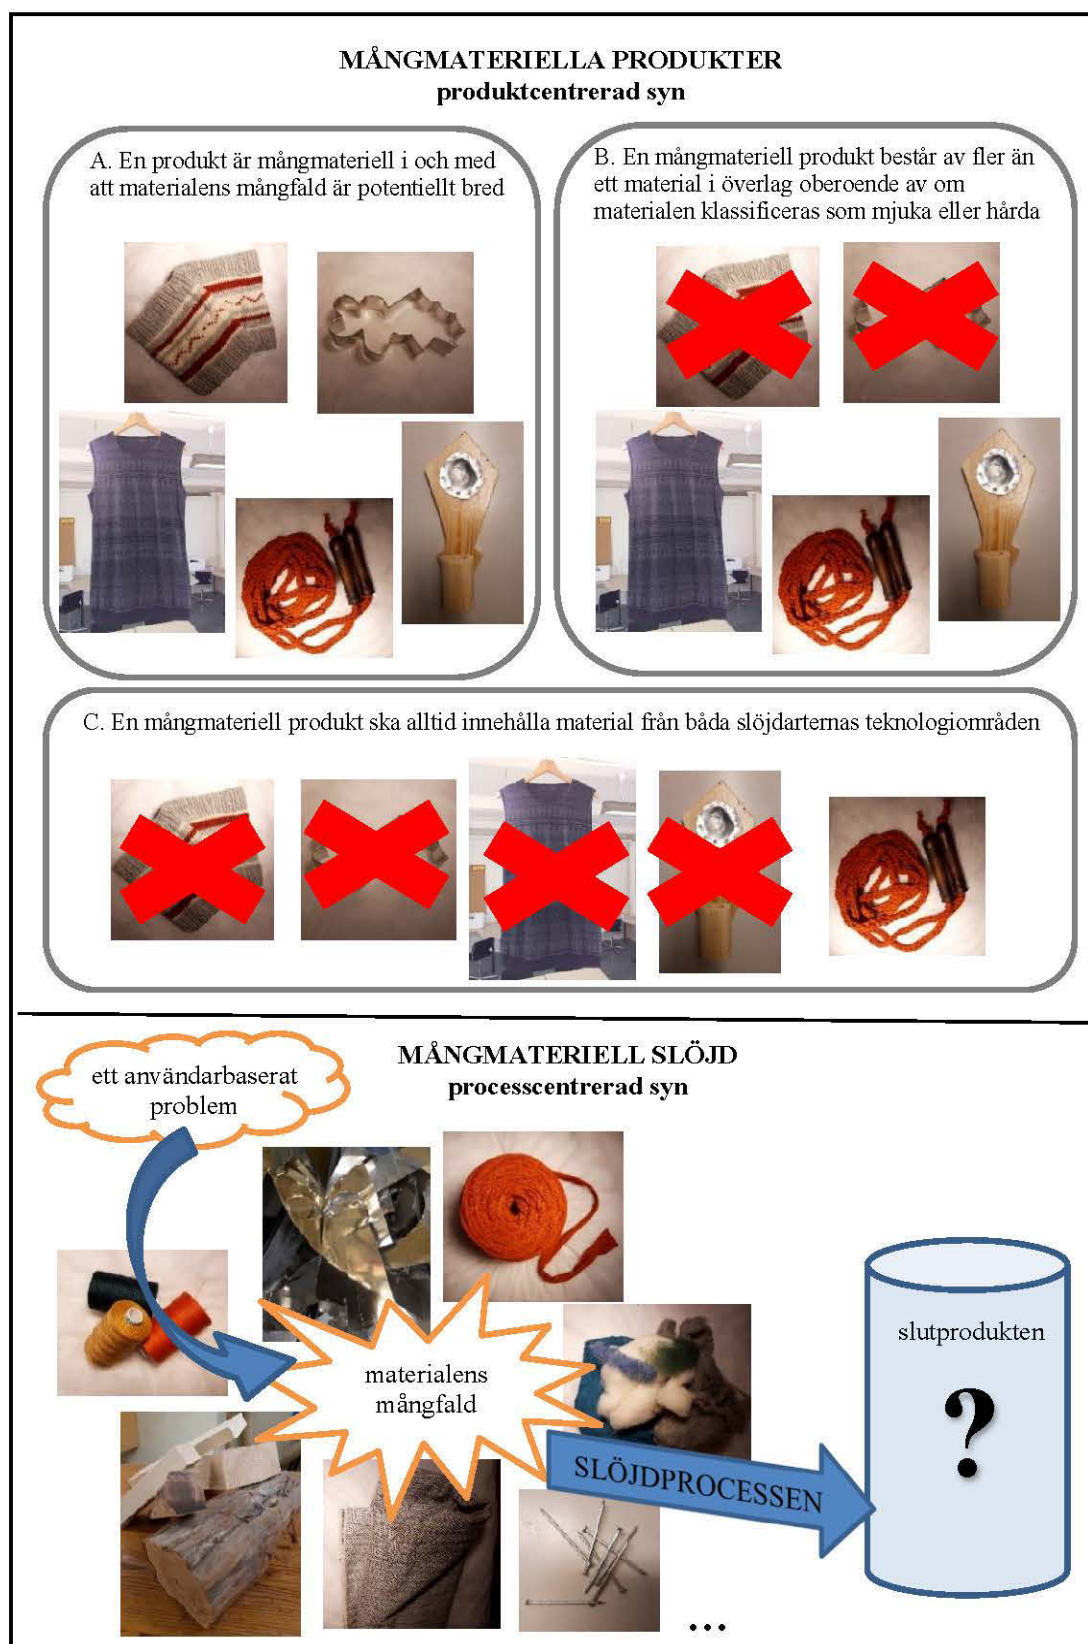 MÅNGMATERIELLA PRODUKTER
produktcentrerad syn
A. En produkt är mångmateriell i och med
att materialens mångfald är potentiellt bred
B. En mångmateriell produkt består av fler än
ett material i överlag oberoende av om
materialen klassificeras som mjuka eller hårda
C. En mångmateriell produkt ska alltid innehålla material från båda slöjdarternas teknologiområden
MÅNGMATERIELL SLÖJD
processcentrerad syn
ett användarbaserat
problem
materialens
mångfald
SLÖJDPROCESSEN
slutprodukten
?
...